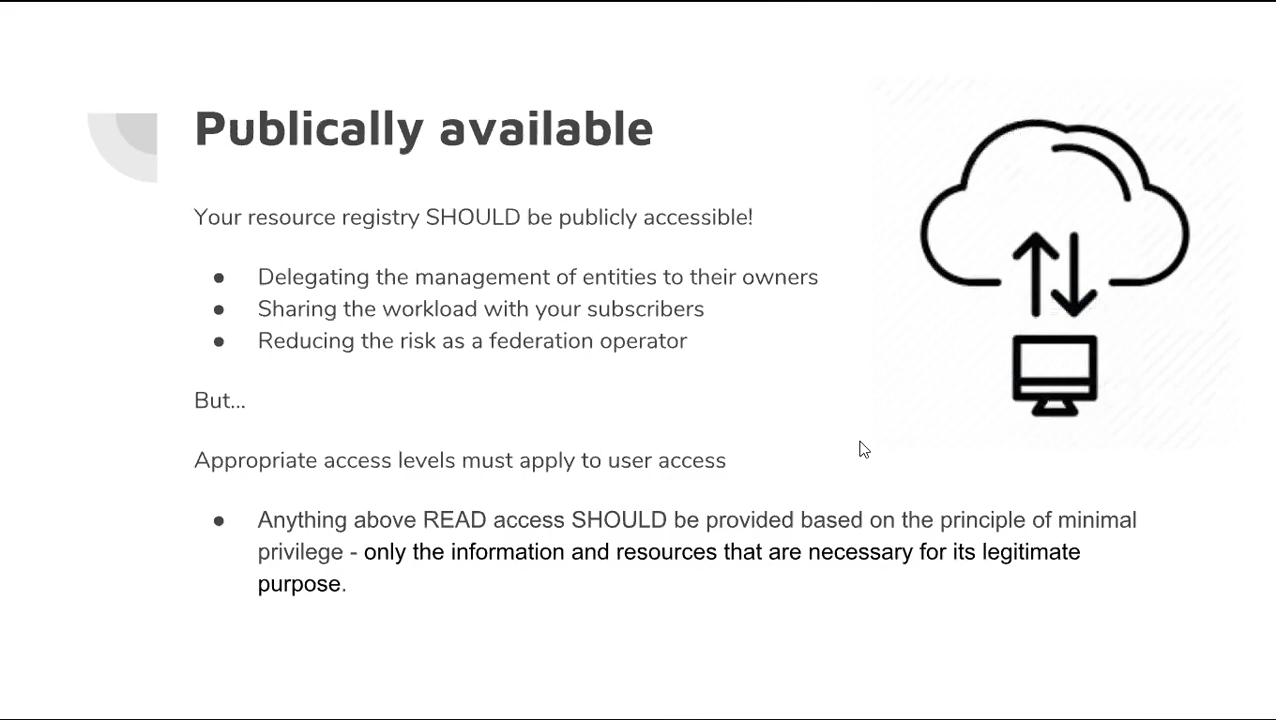 Publically available
Your resource registry SHOULD be publicly accessible!
● Delegating the management of entities to their owners
● Sharing the workload with your subscribers
● Reducing the risk as a federation operator
But...
Appropriate access levels must apply to user access
● Anything above READ access SHOULD be provided based on the principle of minimal
privilege - only the information and resources that are necessary for its legitimate
purpose.